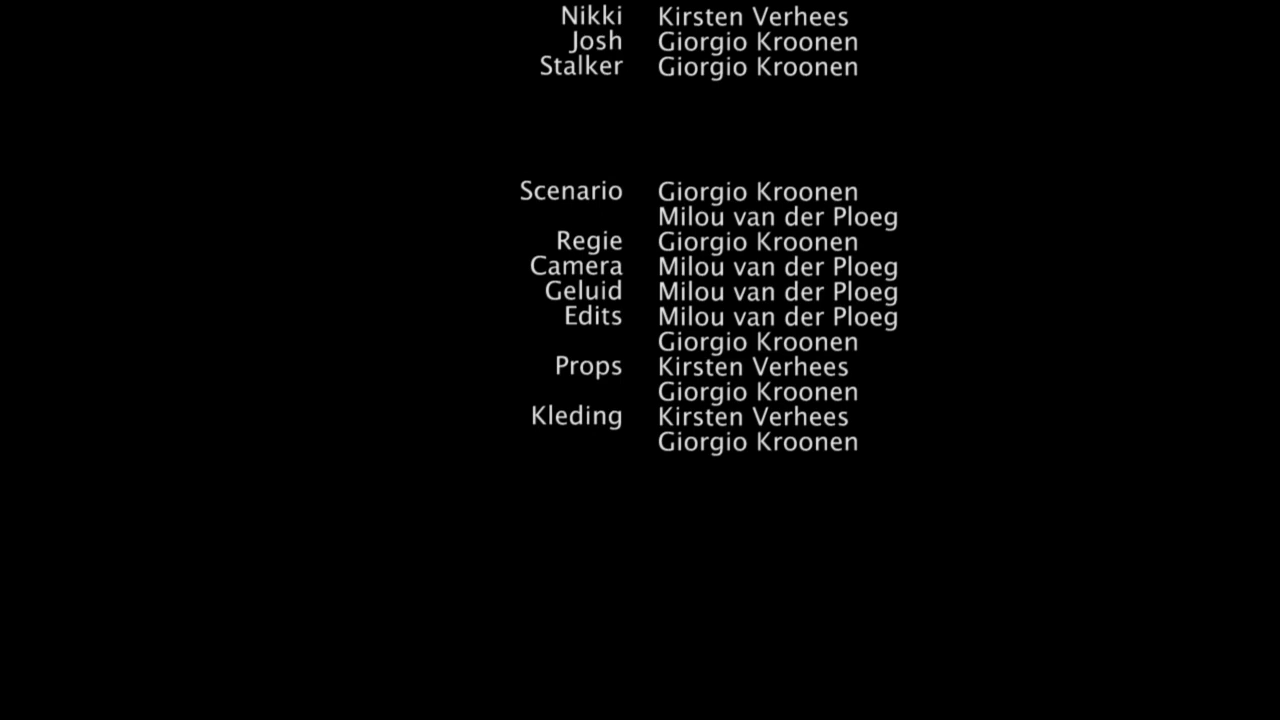 Nikki Kirsten Verhees
Josh Giorgio Kroonen
Stalker Giorgio Kroonen
Scenario Giorgio Kroonen
Milou van der Ploeg
Regie Giorgio Kroonen
Camera Milou van der Ploeg
Geluid Milou van der Ploeg
Edits Milou van der Ploeg
Giorgio Kroonen
Props Kirsten Verhees
Giorgio Kroonen
Kleding Kirsten Verhees
Giorgio Kroonen